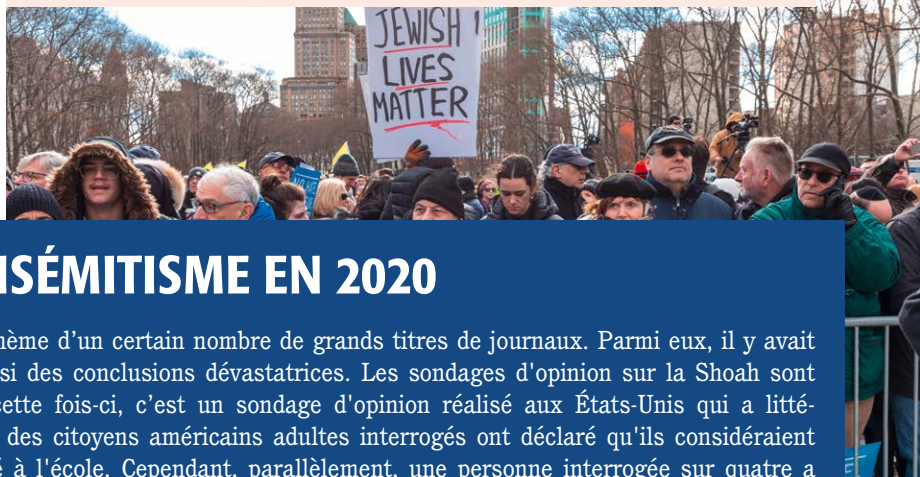 JEWISH
LIVES
MATTER
ISÉMITISME EN 2020
d'un certain nombre de grands titres de journaux. Parmi eux, il y avait
si des conclusions dévastatrices. Les sondages d'opinion sur la Shoah sont
cette fois-ci, c'est un sondage d'opinion réalisé aux États-Unis qui a litté-
des citoyens américains adultes interrogés ont déclaré qu'ils considéraient
à l'école. Cependant, parallèlement, une personne interrogée sur quatre a